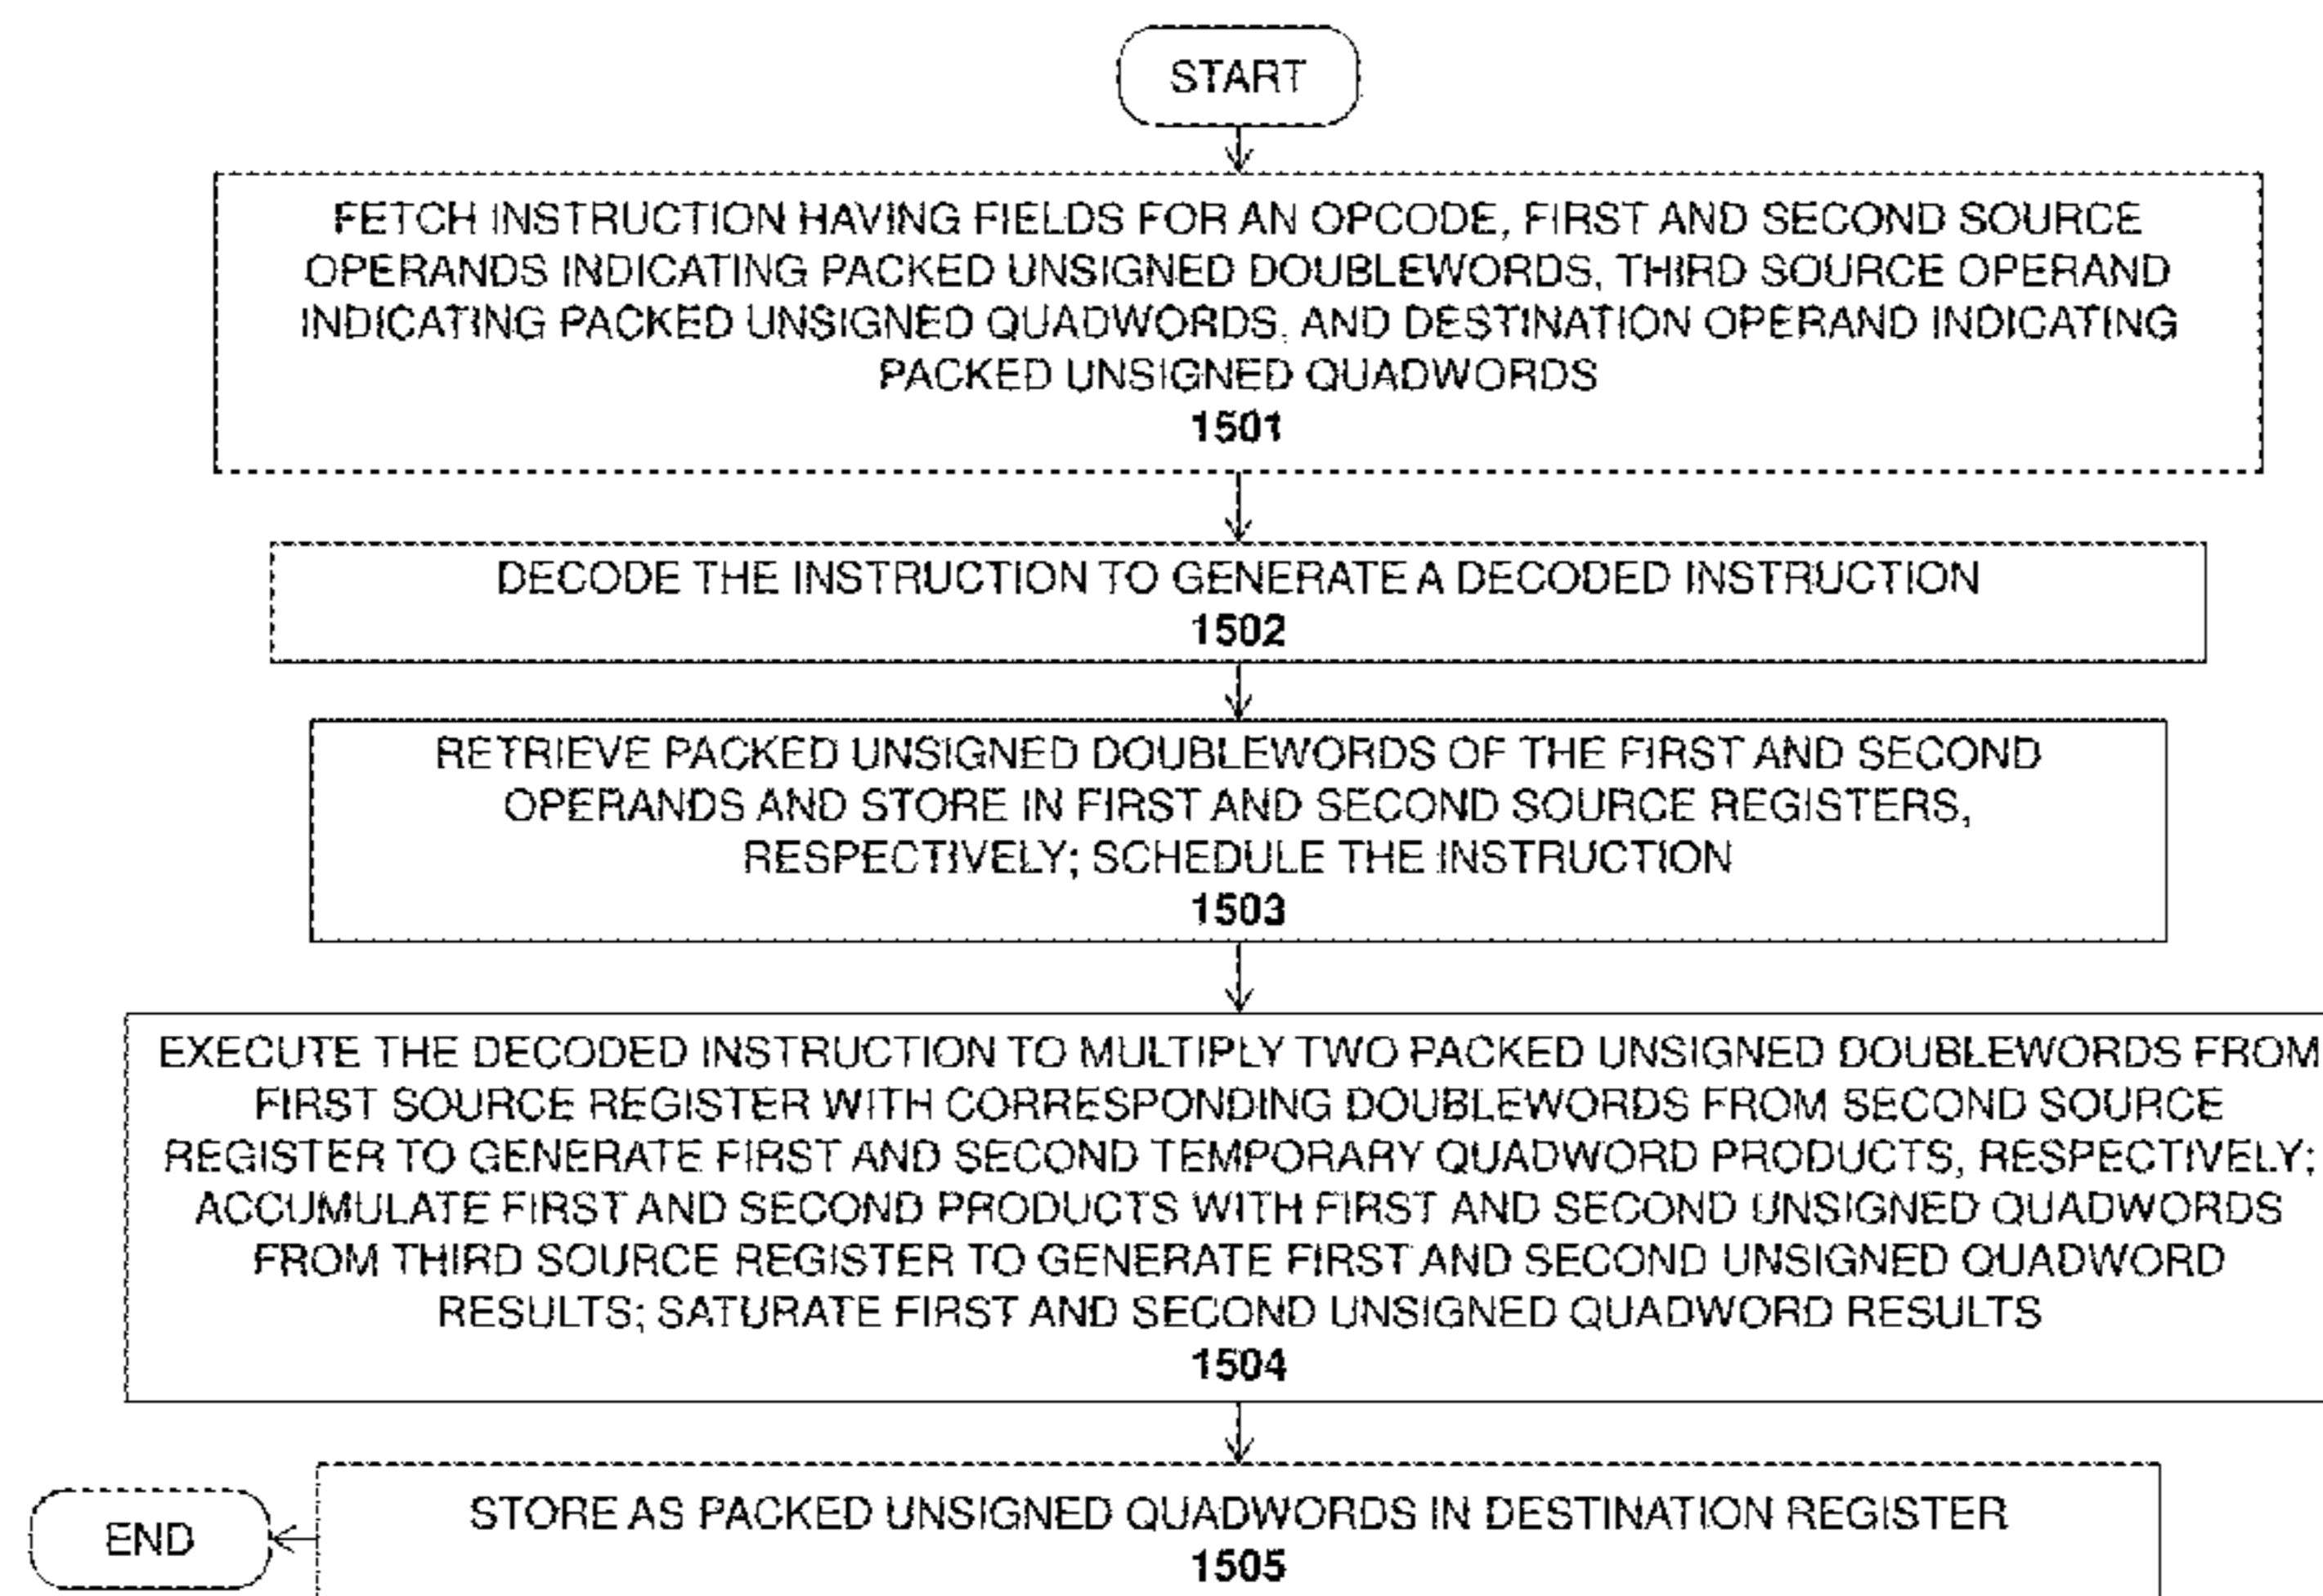 START
FETCH INSTRUCTION HAVING FIELDS FOR AN OPCODE, FIRST AND SECOND SOURCE
OPERANDS INDICATING PACKED UNSIGNED DOUBLEWORDS, THIRD SOURCE OPERAND
INDICATING PACKED UNSIGNED QUADWORDS, AND DESTINATION OPERAND INDICATING
PACKED UNSIGNED QUADWORDS
1501
DECODE THE INSTRUCTION TO GENERATE A DECODED INSTRUCTION
1502
RETRIEVE PACKED UNSIGNED DOUBLEWORDS OF THE FIRST AND SECOND
OPERANDS AND STORE IN FIRST AND SECOND SOURCE REGISTERS,
RESPECTIVELY; SCHEDULE THE INSTRUCTION
1503
EXECUTE THE DECODED INSTRUCTION TO MULTIPLY TWO PACKED UNSIGNED DOUBLEWORDS FROM
FIRST SOURCE REGISTER WITH CORRESPONDING DOUBLEWORDS FROM SECOND SOURCE
REGISTER TO GENERATE FIRST AND SECOND TEMPORARY QUADWORD PRODUCTS, RESPECTIVELY;
ACCUMULATE FIRST AND SECOND PRODUCTS WITH FIRST AND SECOND UNSIGNED QUADWORDS
FROM THIRD SOURCE REGISTER TO GENERATE FIRST AND SECOND UNSIGNED QUADWORD
RESULTS; SATURATE FIRST AND SECOND UNSIGNED QUADWORD RESULTS
1504
STORE AS PACKED UNSIGNED QUADWORDS IN DESTINATION REGISTER
1505
END